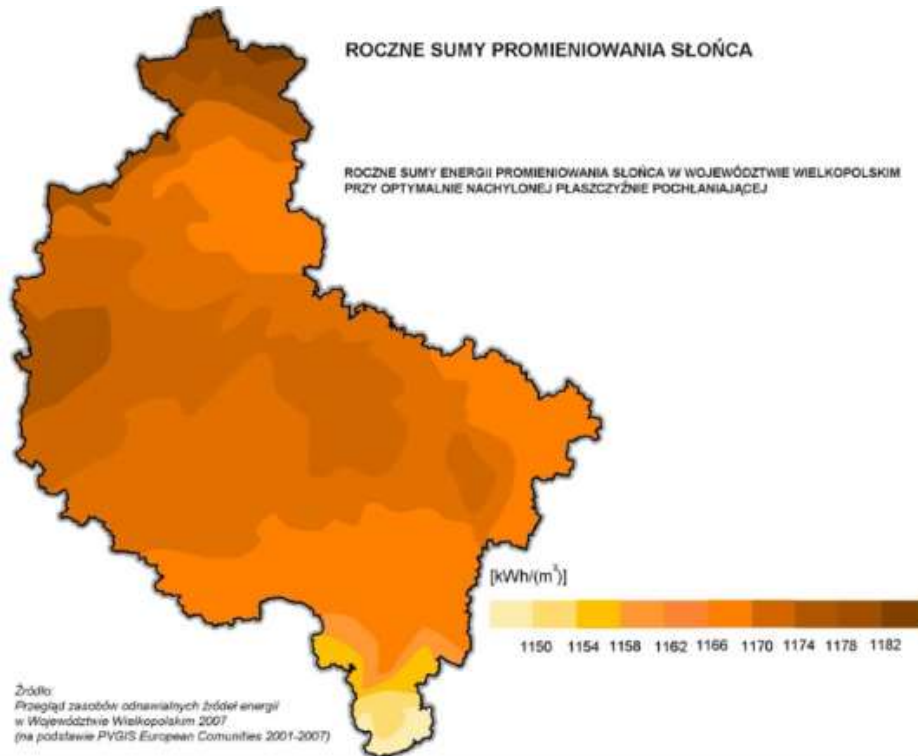 ROCZNE SUMY PROMIENIOWANIA SŁOŃCA
ROCZNE SUMY ENERGII PROMIENIOWANIA SŁOŃCA W WOJEWÓDZTWIE WIELKOPOLSKIM
PRZY OPTYMALNIE NACHYLONEJ PŁASZCZYŹNIE POCHŁANIAJĄCEJ
[kWh/(m³)]
1150 1154 1158 1162 1166 1170 1174 1178 1182
Źródło:
Przegląd zasobów odnawialnych źródeł energii
w Województwie Wielkopolskim 2007
(na podstawie PVGIS European Comunities 2001-2007)